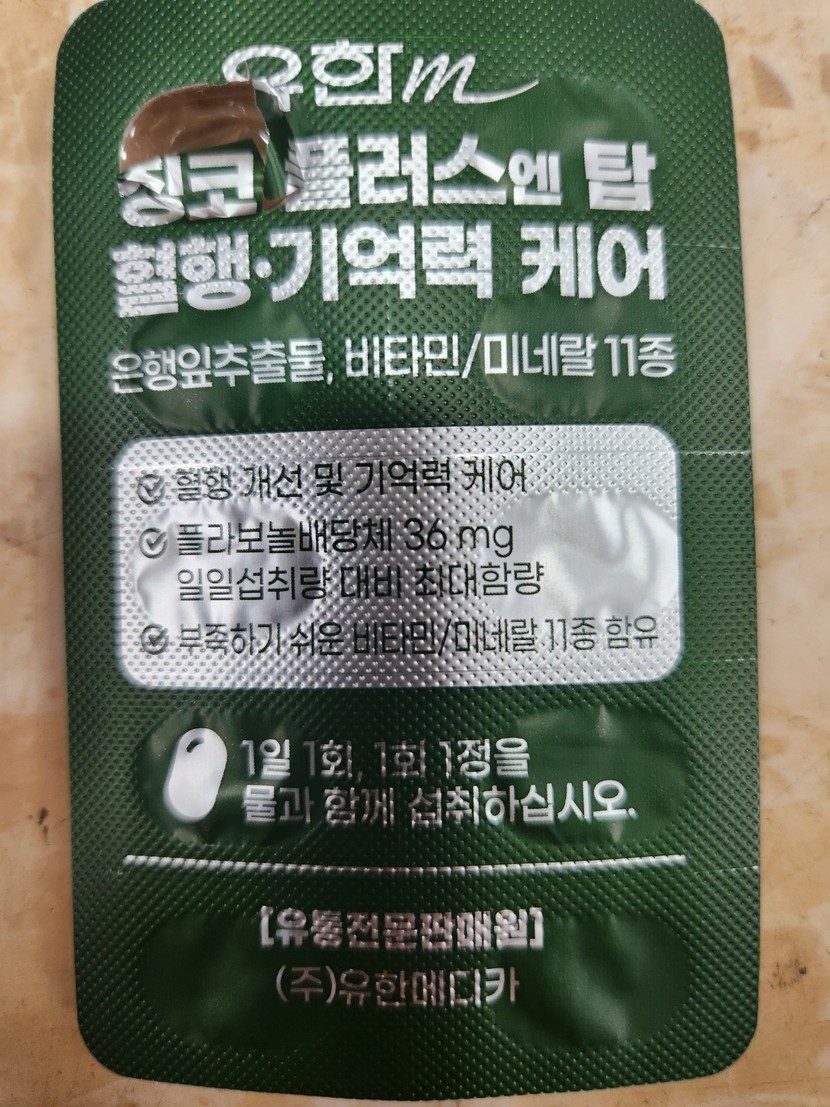 유한m
징코 플러스엔 탑
혈행·기억력 케어
은행잎추출물, 비타민/미네랄 11종
혈행 개선 및 기억력 케어
플라보놀배당체 36 mg
일일섭취량 대비 최대함량
부족하기 쉬운 비타민/미네랄 11종 함유
1일 1회, 1회 1정을
물과 함께 섭취하십시오.
[유통전문판매원]
(주)유한메디카